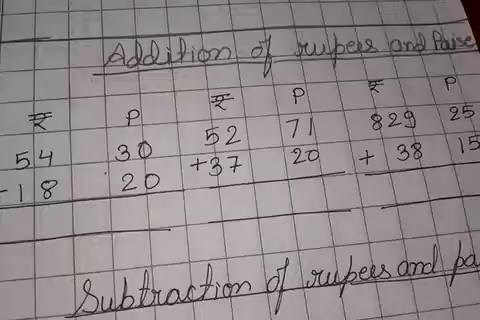 Addition of rupees and Paise
₹ P ₹ P ₹ P
54 30 52 71 829 25
18 20 +37 20 + 38 15
Subtraction of rupees and